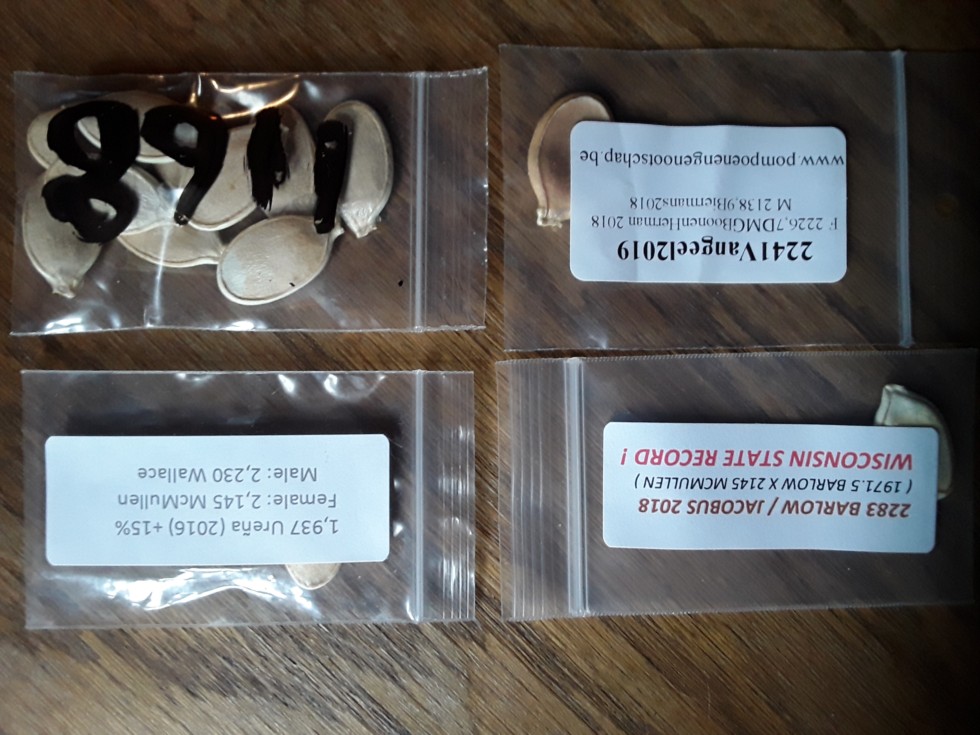 2283 BARLOW / JACOBUS 2018
( 1971.5 BARLOW X 2145 MCMULLEN )
WISCONSIN STATE RECORD !
1,937 Ureña (2016) + 15%
Female: 2,145 McMullen
Male: 2,230 Wallace
2241Vangeel2019
F 2226,7DMGBoonenHerman 2018
M 2138,9Biermans2018
www.pompoenengenootschap.be
1168